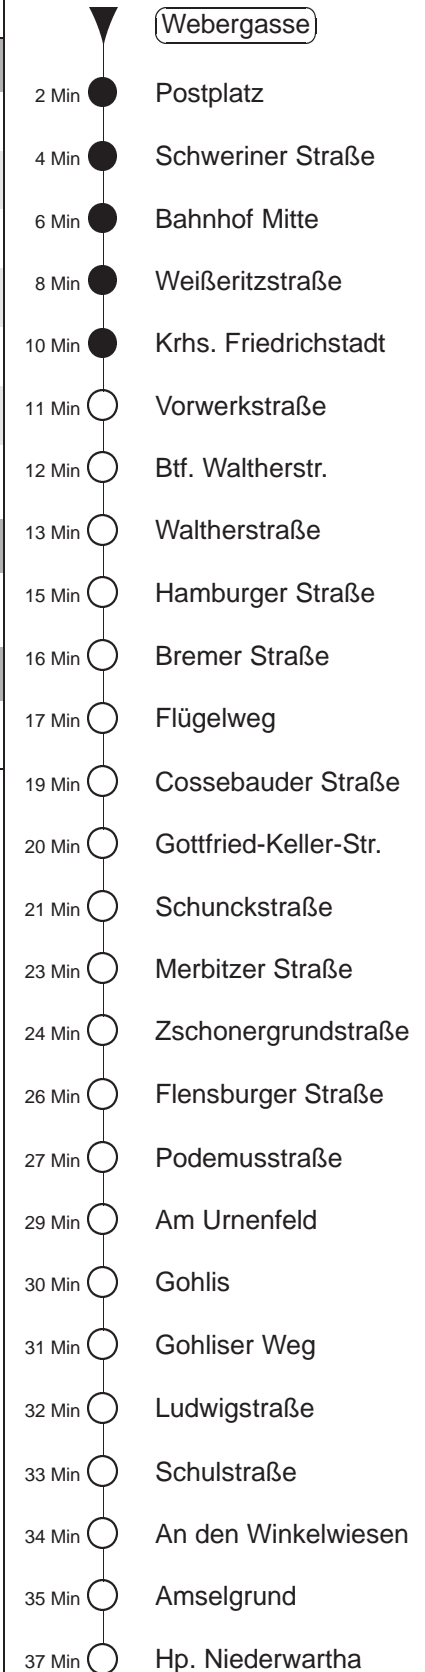 Webergasse
2 Min Postplatz
4 Min Schweriner Straße
6 Min Bahnhof Mitte
8 Min Weißeritzstraße
10 Min Krhs. Friedrichstadt
11 Min Vorwerkstraße
12 Min Btf. Waltherstr.
13 Min Waltherstraße
15 Min Hamburger Straße
16 Min Bremer Straße
17 Min Flügelweg
19 Min Cossebauder Straße
20 Min Gottfried-Keller-Str.
21 Min Schunckstraße
23 Min Merbitzer Straße
24 Min Zschonergrundstraße
26 Min Flensburger Straße
27 Min Podemusstraße
29 Min Am Urnenfeld
30 Min Gohlis
31 Min Gohliser Weg
32 Min Ludwigstraße
33 Min Schulstraße
34 Min An den Winkelwiesen
35 Min Amselgrund
37 Min Hp. Niederwartha